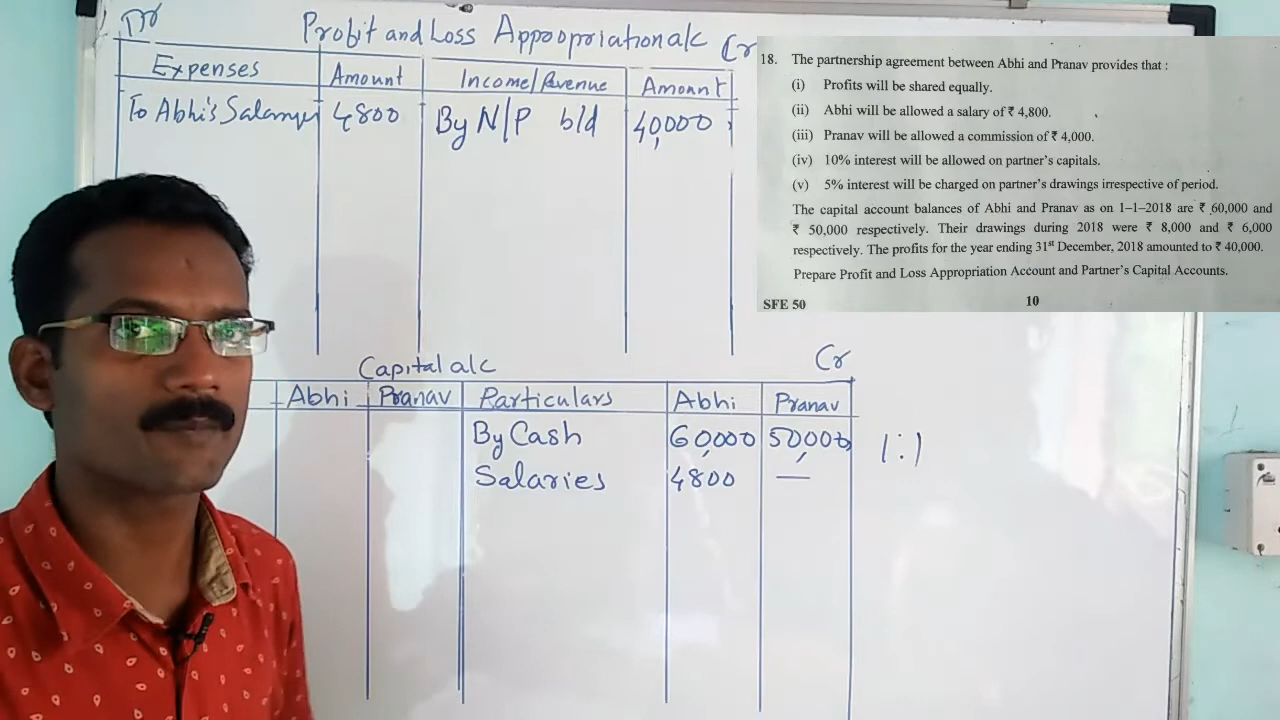 Dr Profit and Loss Appropriation a/c Cr
Expenses Amount Income/Revenue Amount
To Abhi's Salary 4800 By N/P b/d 40,000
Capital a/c Cr
Abhi Pranav Particulars Abhi Pranav
By Cash 60,000 50,000 1:1
Salaries 4800 —
18. The partnership agreement between Abhi and Pranav provides that :
(i) Profits will be shared equally.
(ii) Abhi will be allowed a salary of ₹ 4,800.
(iii) Pranav will be allowed a commission of ₹ 4,000.
(iv) 10% interest will be allowed on partner's capitals.
(v) 5% interest will be charged on partner's drawings irrespective of period.
The capital account balances of Abhi and Pranav as on 1–1–2018 are ₹ 60,000 and
₹ 50,000 respectively. Their drawings during 2018 were ₹ 8,000 and ₹ 6,000
respectively. The profits for the year ending 31st December, 2018 amounted to ₹ 40,000.
Prepare Profit and Loss Appropriation Account and Partner's Capital Accounts.
SFE 50 10